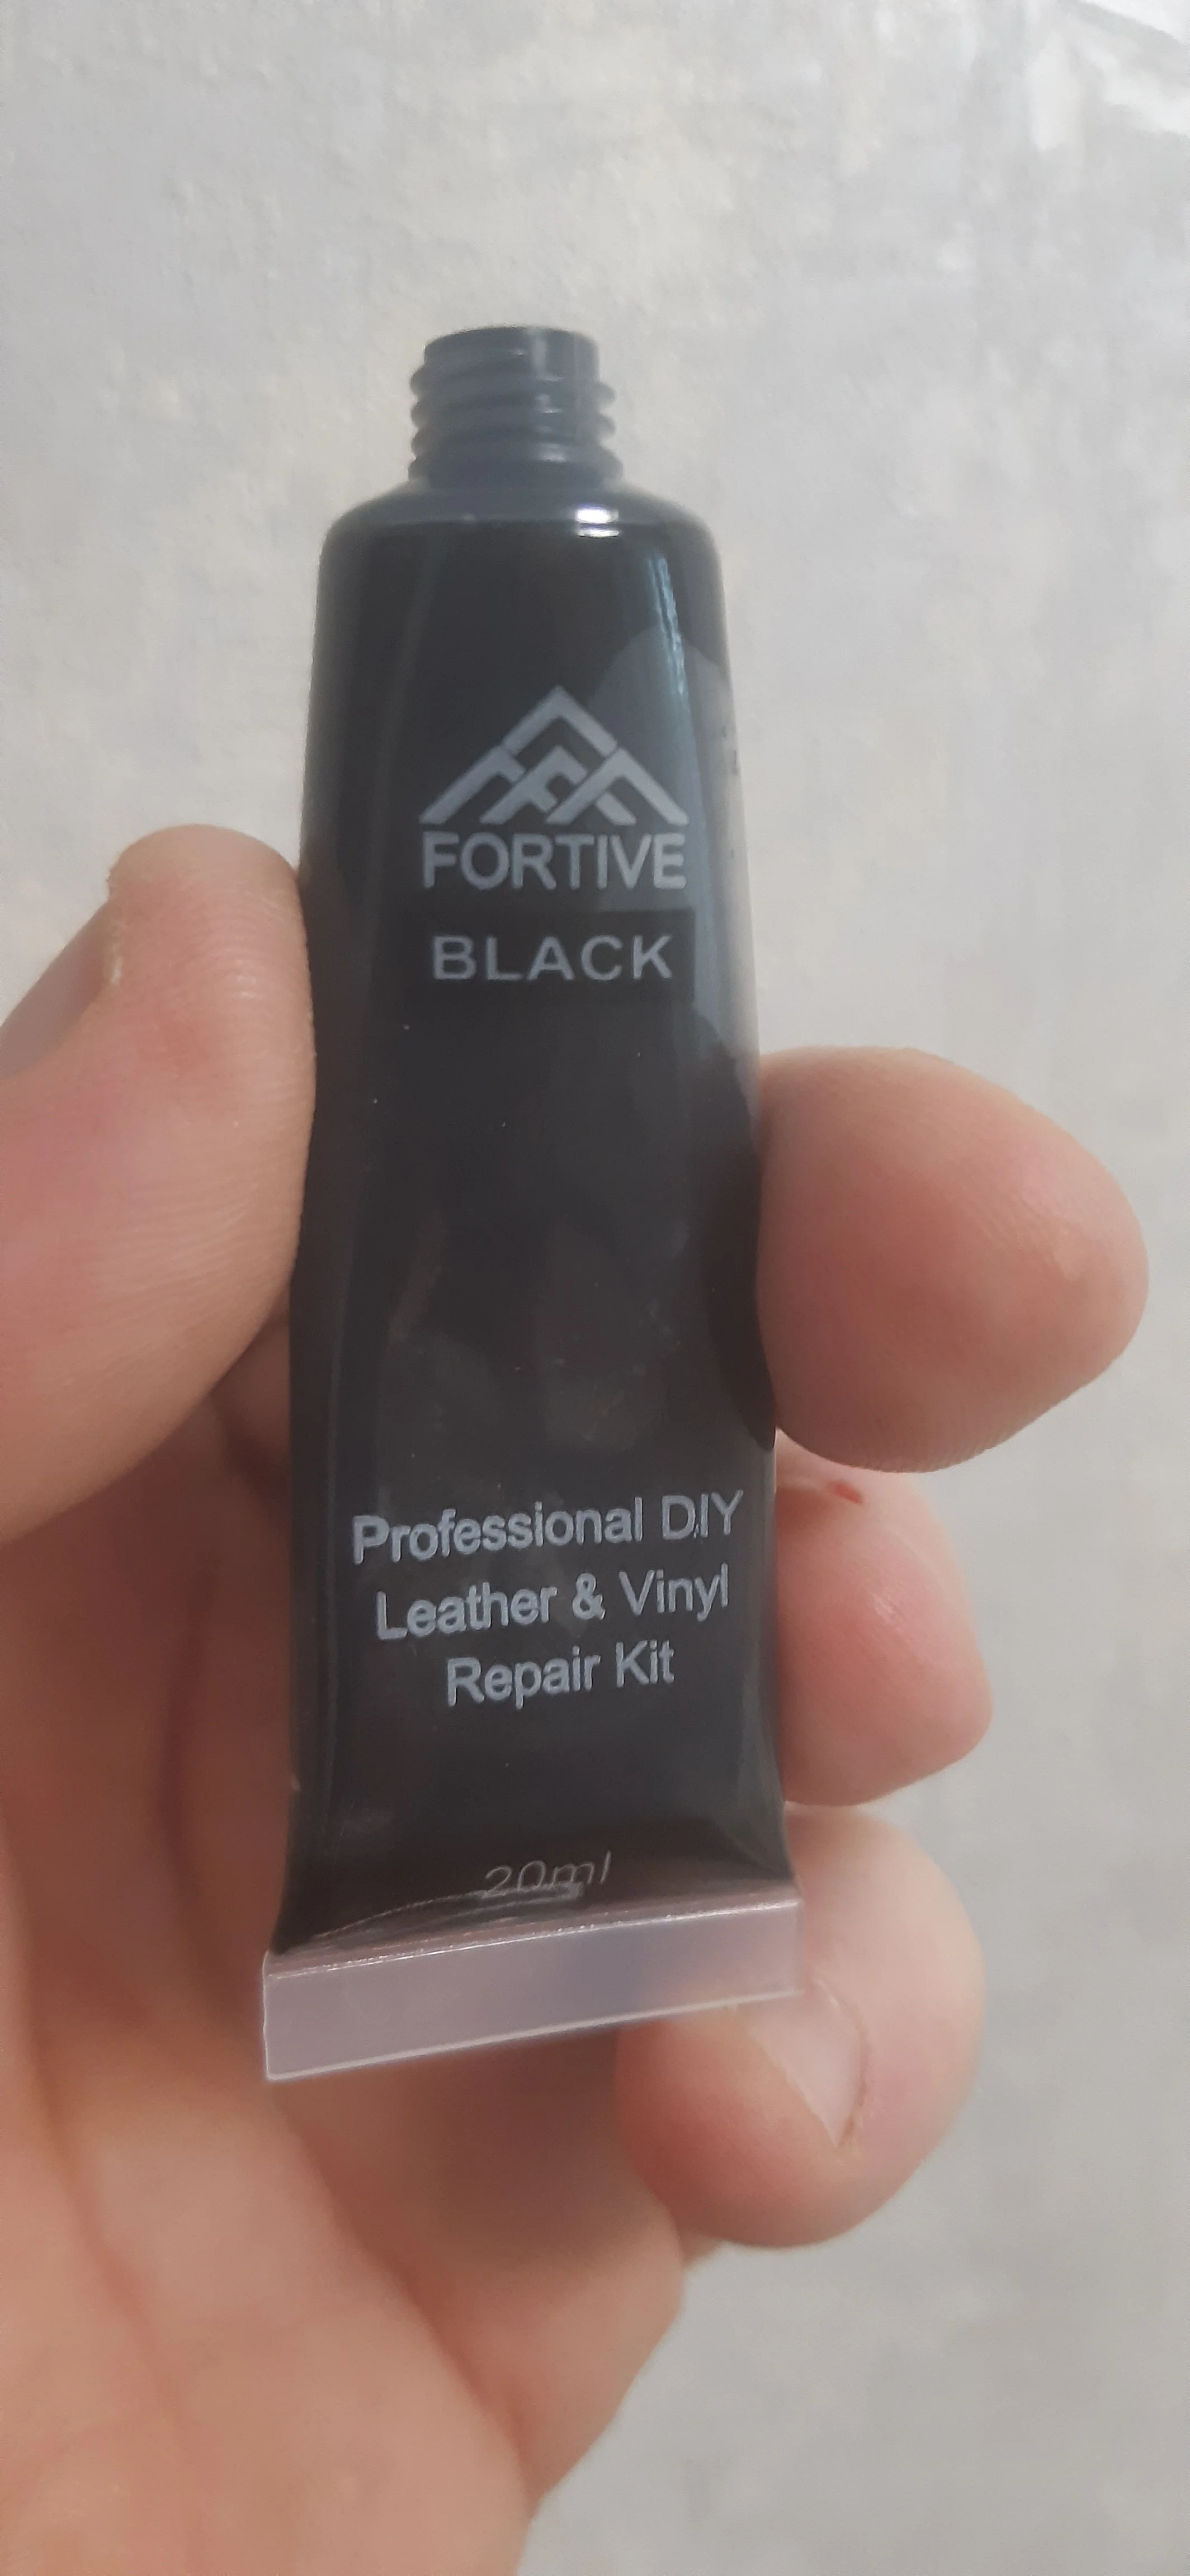 FORTIVE
BLACK
Professional DIY
Leather & Vinyl
Repair Kit
20ml